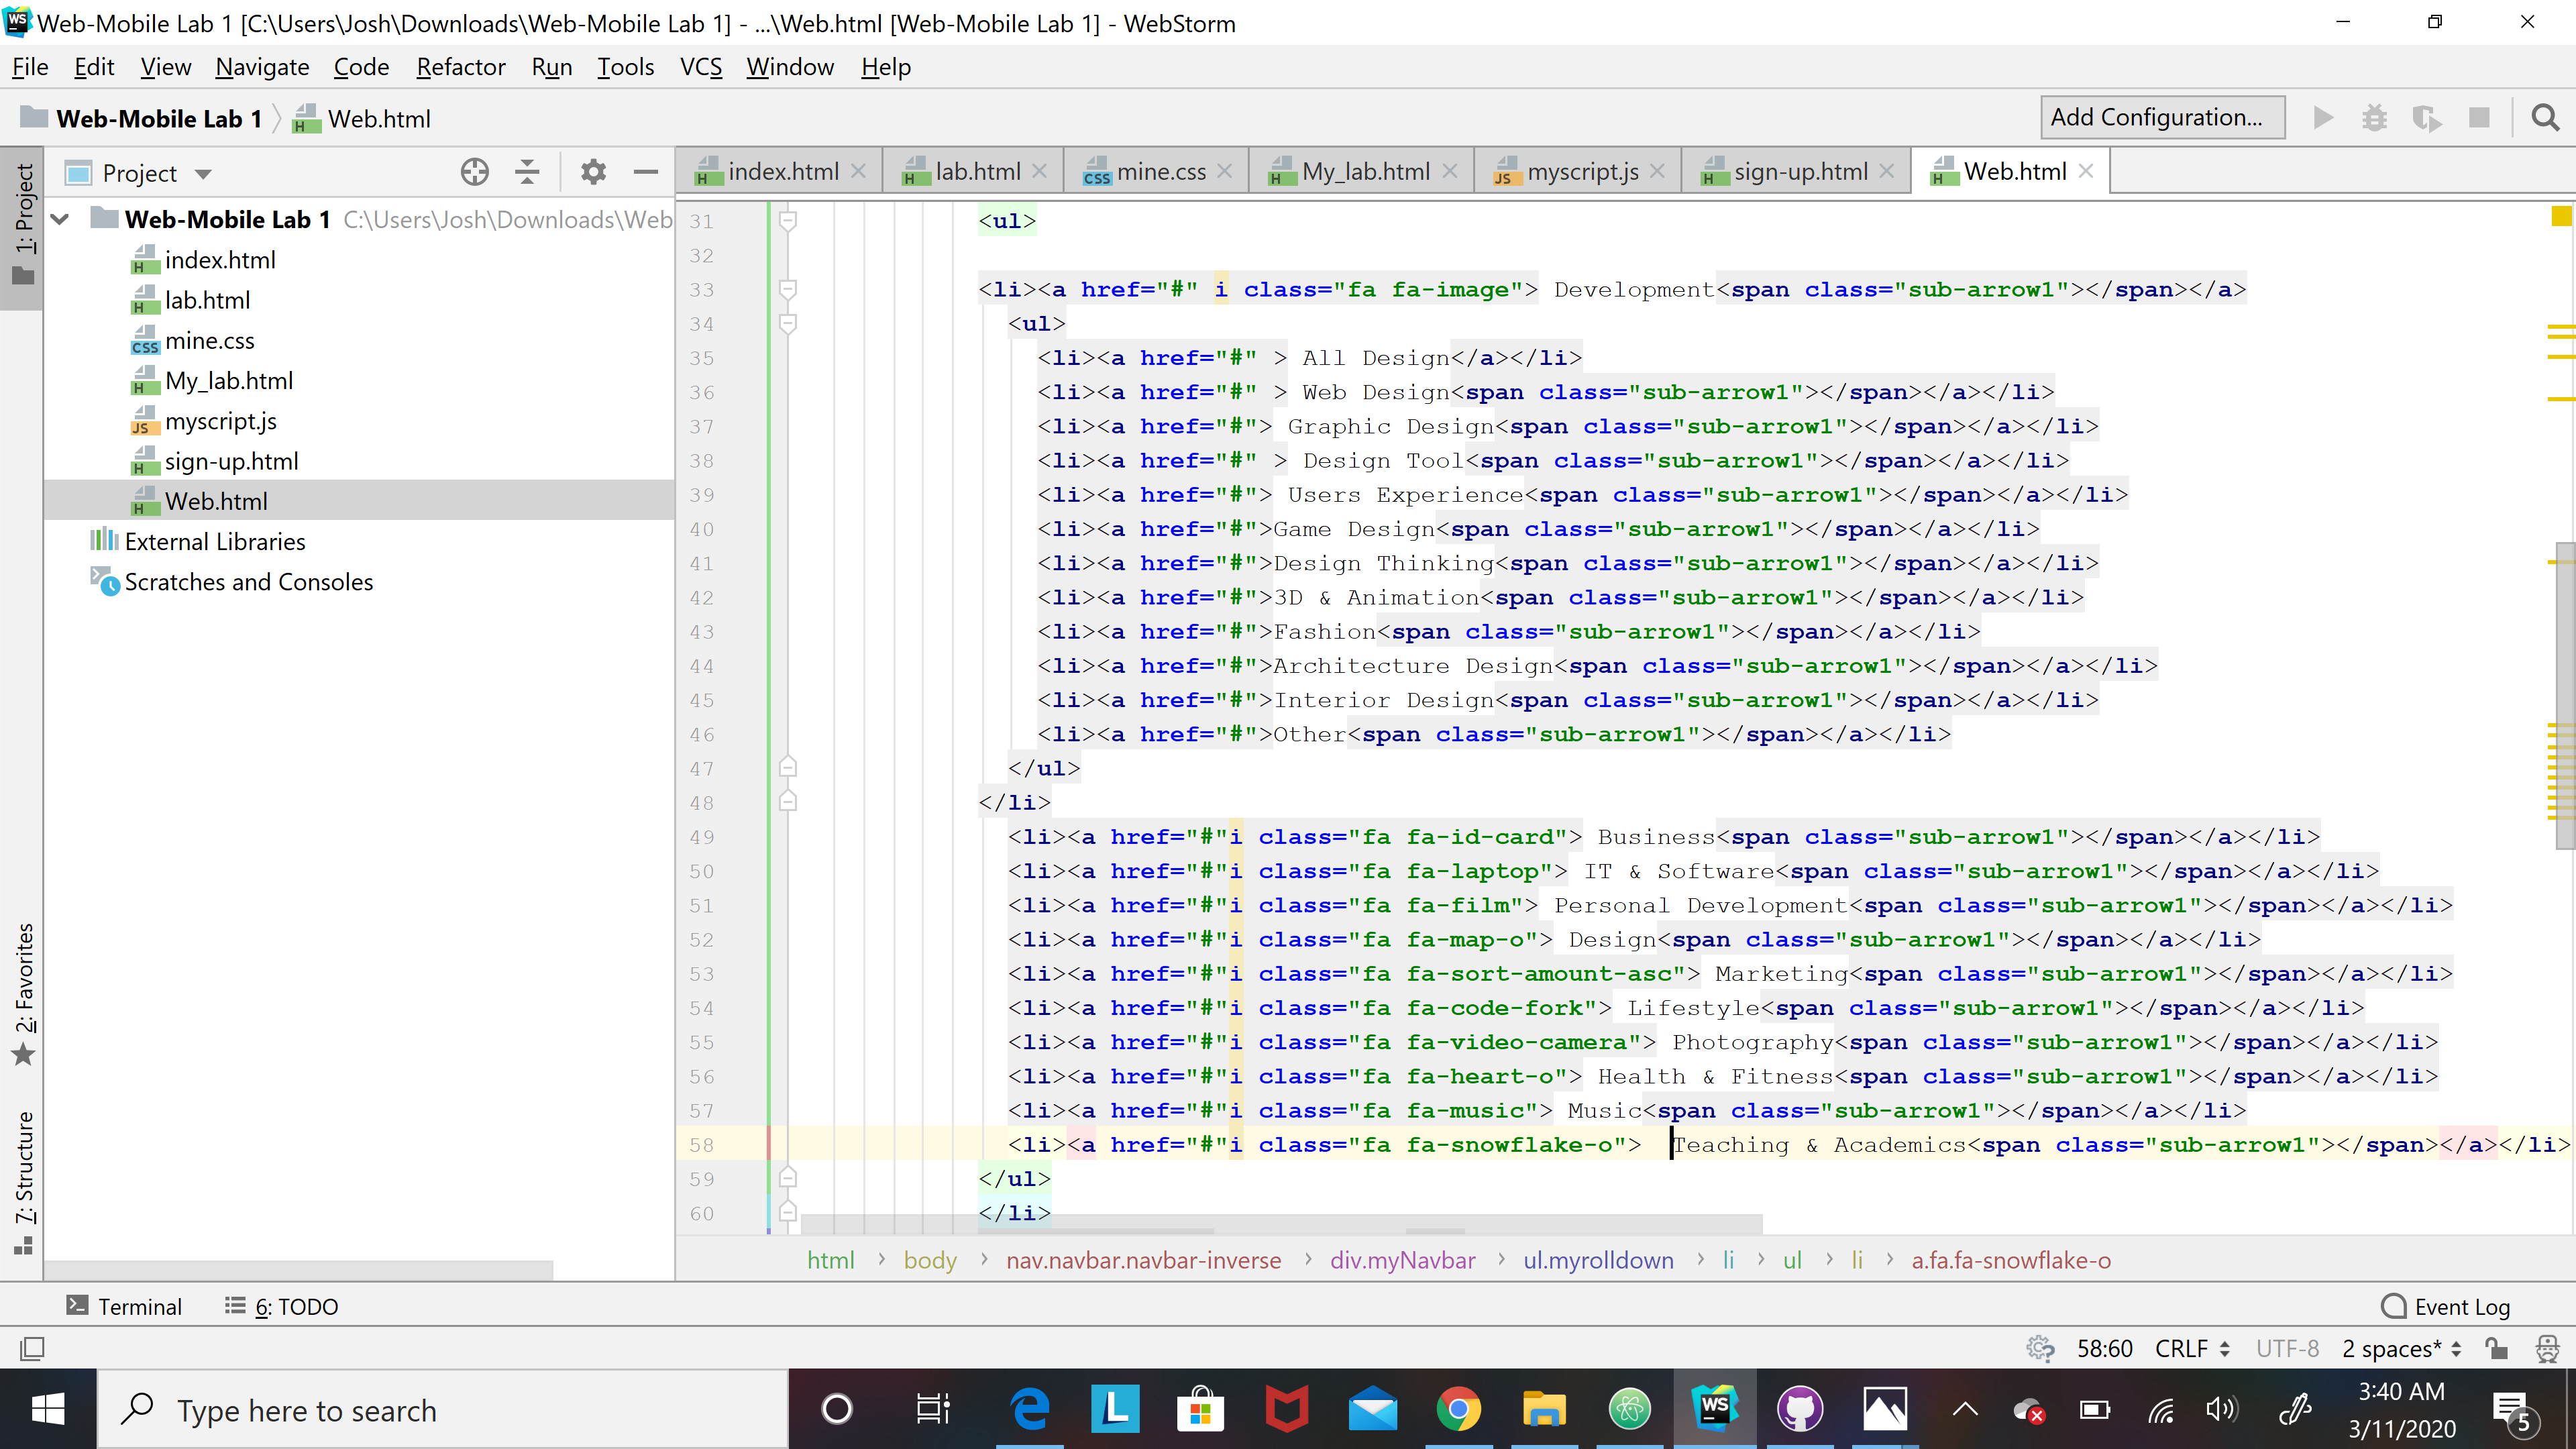 WS Web-Mobile Lab 1 [C:\Users\Josh\Downloads\Web-Mobile Lab 1] - ...\Web.html [Web-Mobile Lab 1] - WebStorm
File Edit View Navigate Code Refactor Run Tools VCS Window Help
Web-Mobile Lab 1 Web.html Add Configuration...
Project index.html lab.html mine.css My_lab.html myscript.js sign-up.html Web.html
1: Project
Web-Mobile Lab 1 C:\Users\Josh\Downloads\Web
index.html
lab.html
mine.css
My_lab.html
myscript.js
sign-up.html
Web.html
External Libraries
Scratches and Consoles
2: Favorites
7: Structure
31 <ul>
32
33 <li><a href="#" i class="fa fa-image"> Development<span class="sub-arrow1"></span></a>
34 <ul>
35 <li><a href="#" > All Design</a></li>
36 <li><a href="#" > Web Design<span class="sub-arrow1"></span></a></li>
37 <li><a href="#"> Graphic Design<span class="sub-arrow1"></span></a></li>
38 <li><a href="#" > Design Tool<span class="sub-arrow1"></span></a></li>
39 <li><a href="#"> Users Experience<span class="sub-arrow1"></span></a></li>
40 <li><a href="#">Game Design<span class="sub-arrow1"></span></a></li>
41 <li><a href="#">Design Thinking<span class="sub-arrow1"></span></a></li>
42 <li><a href="#">3D & Animation<span class="sub-arrow1"></span></a></li>
43 <li><a href="#">Fashion<span class="sub-arrow1"></span></a></li>
44 <li><a href="#">Architecture Design<span class="sub-arrow1"></span></a></li>
45 <li><a href="#">Interior Design<span class="sub-arrow1"></span></a></li>
46 <li><a href="#">Other<span class="sub-arrow1"></span></a></li>
47 </ul>
48 </li>
49 <li><a href="#"i class="fa fa-id-card"> Business<span class="sub-arrow1"></span></a></li>
50 <li><a href="#"i class="fa fa-laptop"> IT & Software<span class="sub-arrow1"></span></a></li>
51 <li><a href="#"i class="fa fa-film"> Personal Development<span class="sub-arrow1"></span></a></li>
52 <li><a href="#"i class="fa fa-map-o"> Design<span class="sub-arrow1"></span></a></li>
53 <li><a href="#"i class="fa fa-sort-amount-asc"> Marketing<span class="sub-arrow1"></span></a></li>
54 <li><a href="#"i class="fa fa-code-fork"> Lifestyle<span class="sub-arrow1"></span></a></li>
55 <li><a href="#"i class="fa fa-video-camera"> Photography<span class="sub-arrow1"></span></a></li>
56 <li><a href="#"i class="fa fa-heart-o"> Health & Fitness<span class="sub-arrow1"></span></a></li>
57 <li><a href="#"i class="fa fa-music"> Music<span class="sub-arrow1"></span></a></li>
58 <li><a href="#"i class="fa fa-snowflake-o">  Teaching & Academics<span class="sub-arrow1"></span></a></li>
59 </ul>
60 </li>
html › body › nav.navbar.navbar-inverse › div.myNavbar › ul.myrolldown › li › ul › li › a.fa.fa-snowflake-o
Terminal 6: TODO Event Log
58:60 CRLF UTF-8 2 spaces*
Type here to search
L
WS
3:40 AM
3/11/2020
5